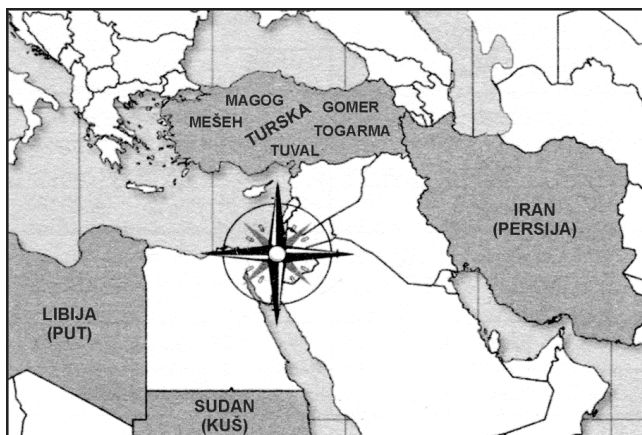 MAGOG
GOMER
MEŠEH
TURSKA
TOGARMA
TUVAL
IRAN
(PERSIJA)
LIBIJA
(PUT)
SUDAN
(KUŠ)